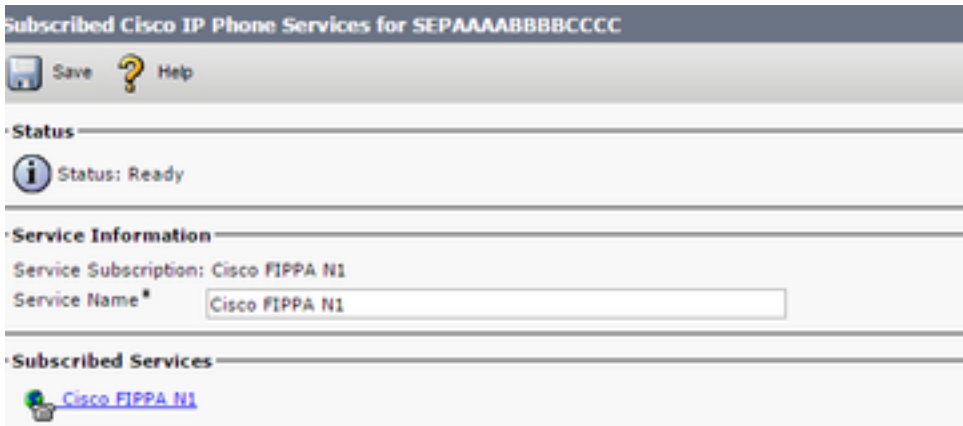 Subscribed Cisco IP Phone Services for SEPAAAABBBBCCCC
Save Help
Status
Status: Ready
Service Information
Service Subscription: Cisco FIPPA N1
Service Name* Cisco FIPPA N1
Subscribed Services
Cisco FIPPA N1